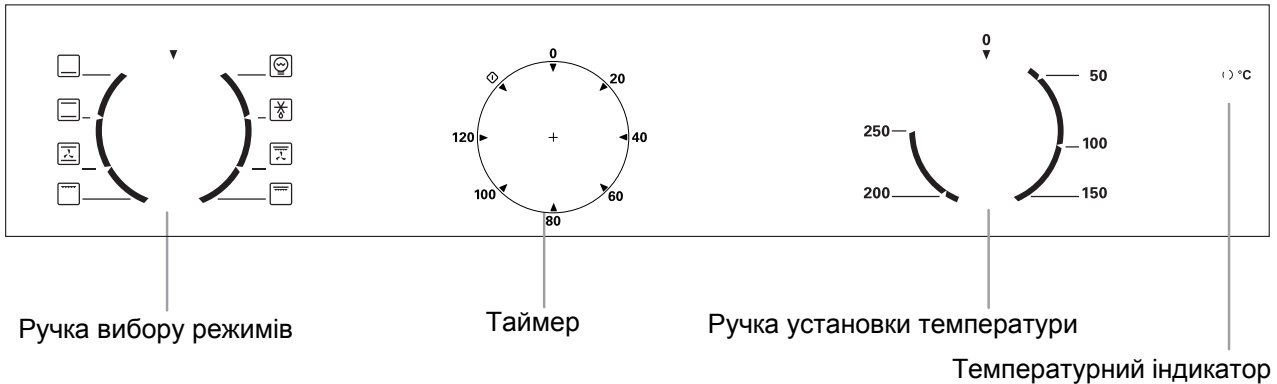 0
20
40
60
80
100
120
0
50
100
150
200
250
°C
Ручка вибору режимів
Таймер
Ручка установки температури
Температурний індикатор